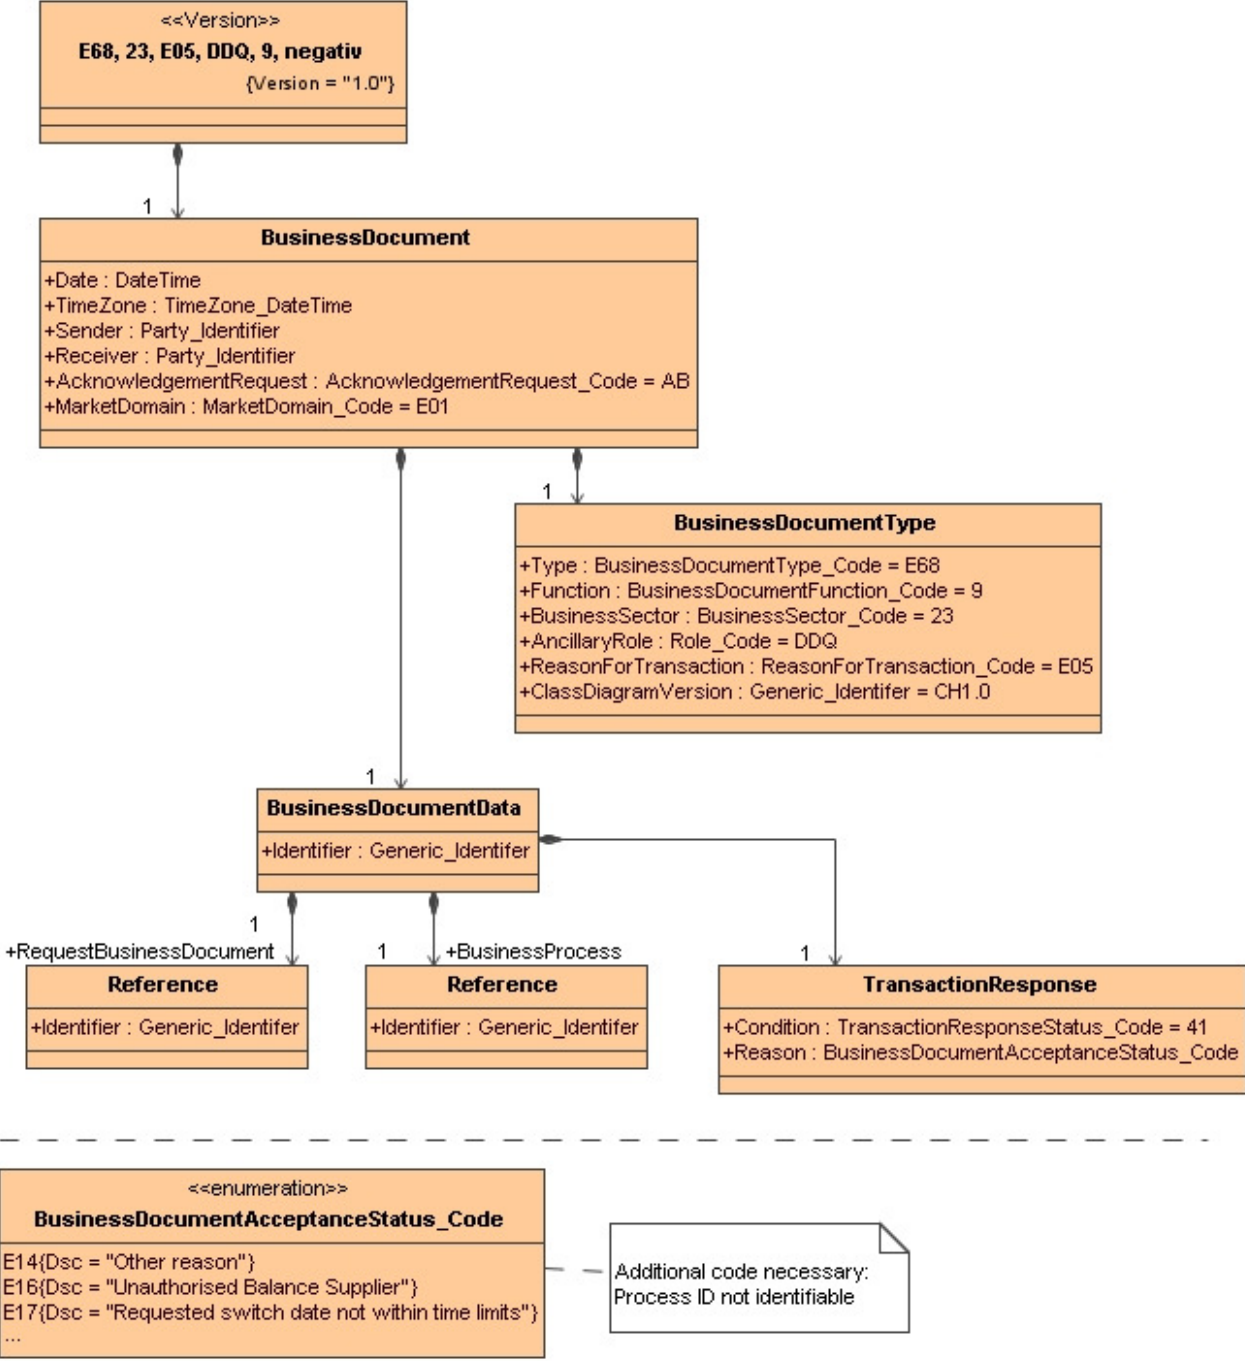 <<Version>>
E68, 23, E05, DDQ, 9, negativ
{Version = "1.0"}
1
BusinessDocument
+Date : DateTime
+TimeZone : TimeZone_DateTime
+Sender : Party_Identifier
+Receiver : Party_Identifier
+AcknowledgementRequest : AcknowledgementRequest_Code = AB
+MarketDomain : MarketDomain_Code = E01
1
BusinessDocumentType
+Type : BusinessDocumentType_Code = E68
+Function : BusinessDocumentFunction_Code = 9
+BusinessSector : BusinessSector_Code = 23
+AncillaryRole : Role_Code = DDQ
+ReasonForTransaction : ReasonForTransaction_Code = E05
+ClassDiagramVersion : Generic_Identifer = CH1.0
1
BusinessDocumentData
+Identifier : Generic_Identifer
1
+RequestBusinessDocument
1
+BusinessProcess
1
Reference
+Identifier : Generic_Identifer
Reference
+Identifier : Generic_Identifer
TransactionResponse
+Condition : TransactionResponseStatus_Code = 41
+Reason : BusinessDocumentAcceptanceStatus_Code
<<enumeration>>
BusinessDocumentAcceptanceStatus_Code
E14{Dsc = "Other reason"}
E16{Dsc = "Unauthorised Balance Supplier"}
E17{Dsc = "Requested switch date not within time limits"}
...
Additional code necessary:
Process ID not identifiable